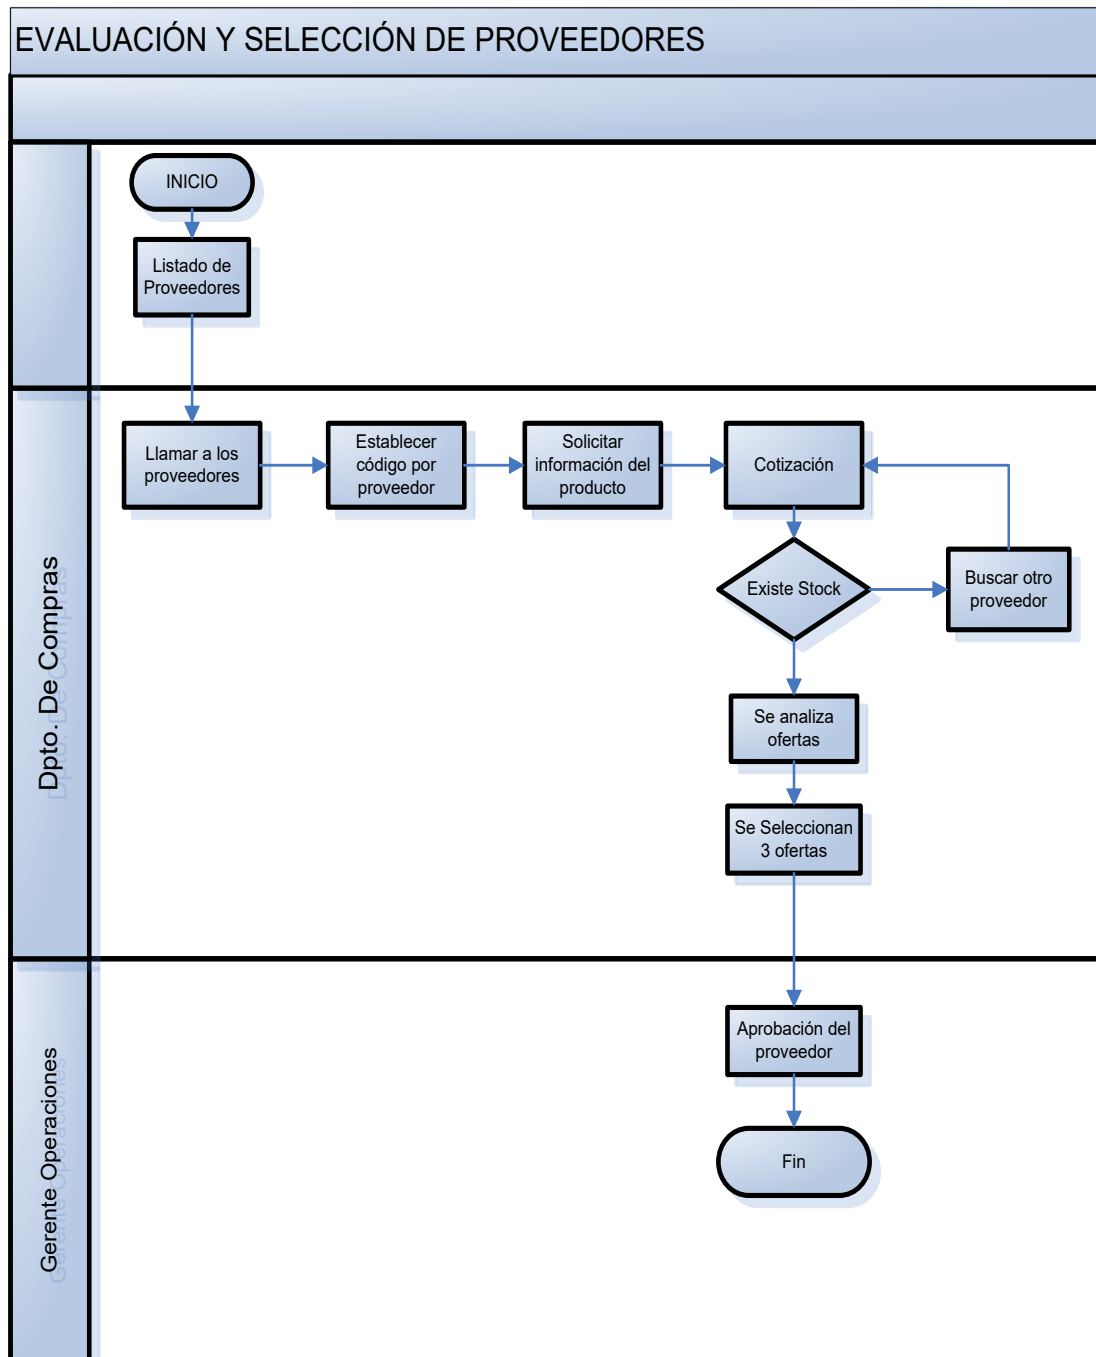 EVALUACIÓN Y SELECCIÓN DE PROVEEDORES
INICIO
Listado de
Proveedores
Dpto. De Compras
Llamar a los
proveedores
Establecer
código por
proveedor
Solicitar
información del
producto
Cotización
Existe Stock
Buscar otro
proveedor
Se analiza
ofertas
Se Seleccionan
3 ofertas
Gerente Operaciones
Aprobación del
proveedor
Fin